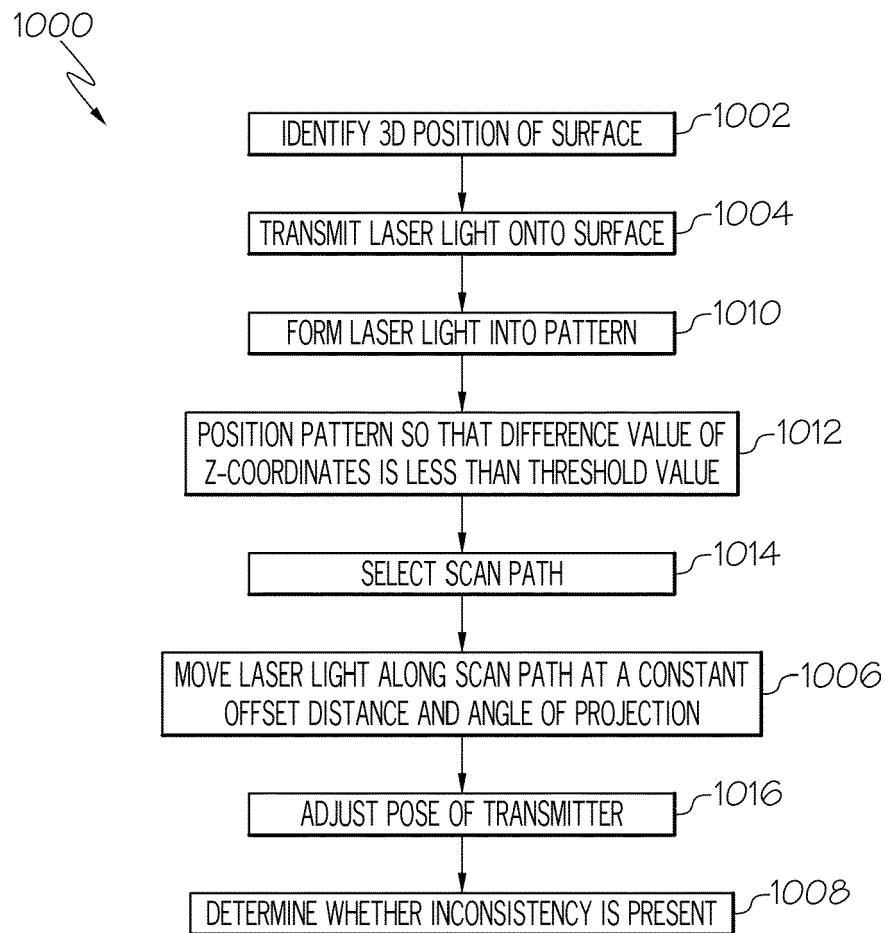 1000
IDENTIFY 3D POSITION OF SURFACE
1002
TRANSMIT LASER LIGHT ONTO SURFACE
1004
FORM LASER LIGHT INTO PATTERN
1010
POSITION PATTERN SO THAT DIFFERENCE VALUE OF
Z-COORDINATES IS LESS THAN THRESHOLD VALUE
1012
SELECT SCAN PATH
1014
MOVE LASER LIGHT ALONG SCAN PATH AT A CONSTANT
OFFSET DISTANCE AND ANGLE OF PROJECTION
1006
ADJUST POSE OF TRANSMITTER
1016
DETERMINE WHETHER INCONSISTENCY IS PRESENT
1008